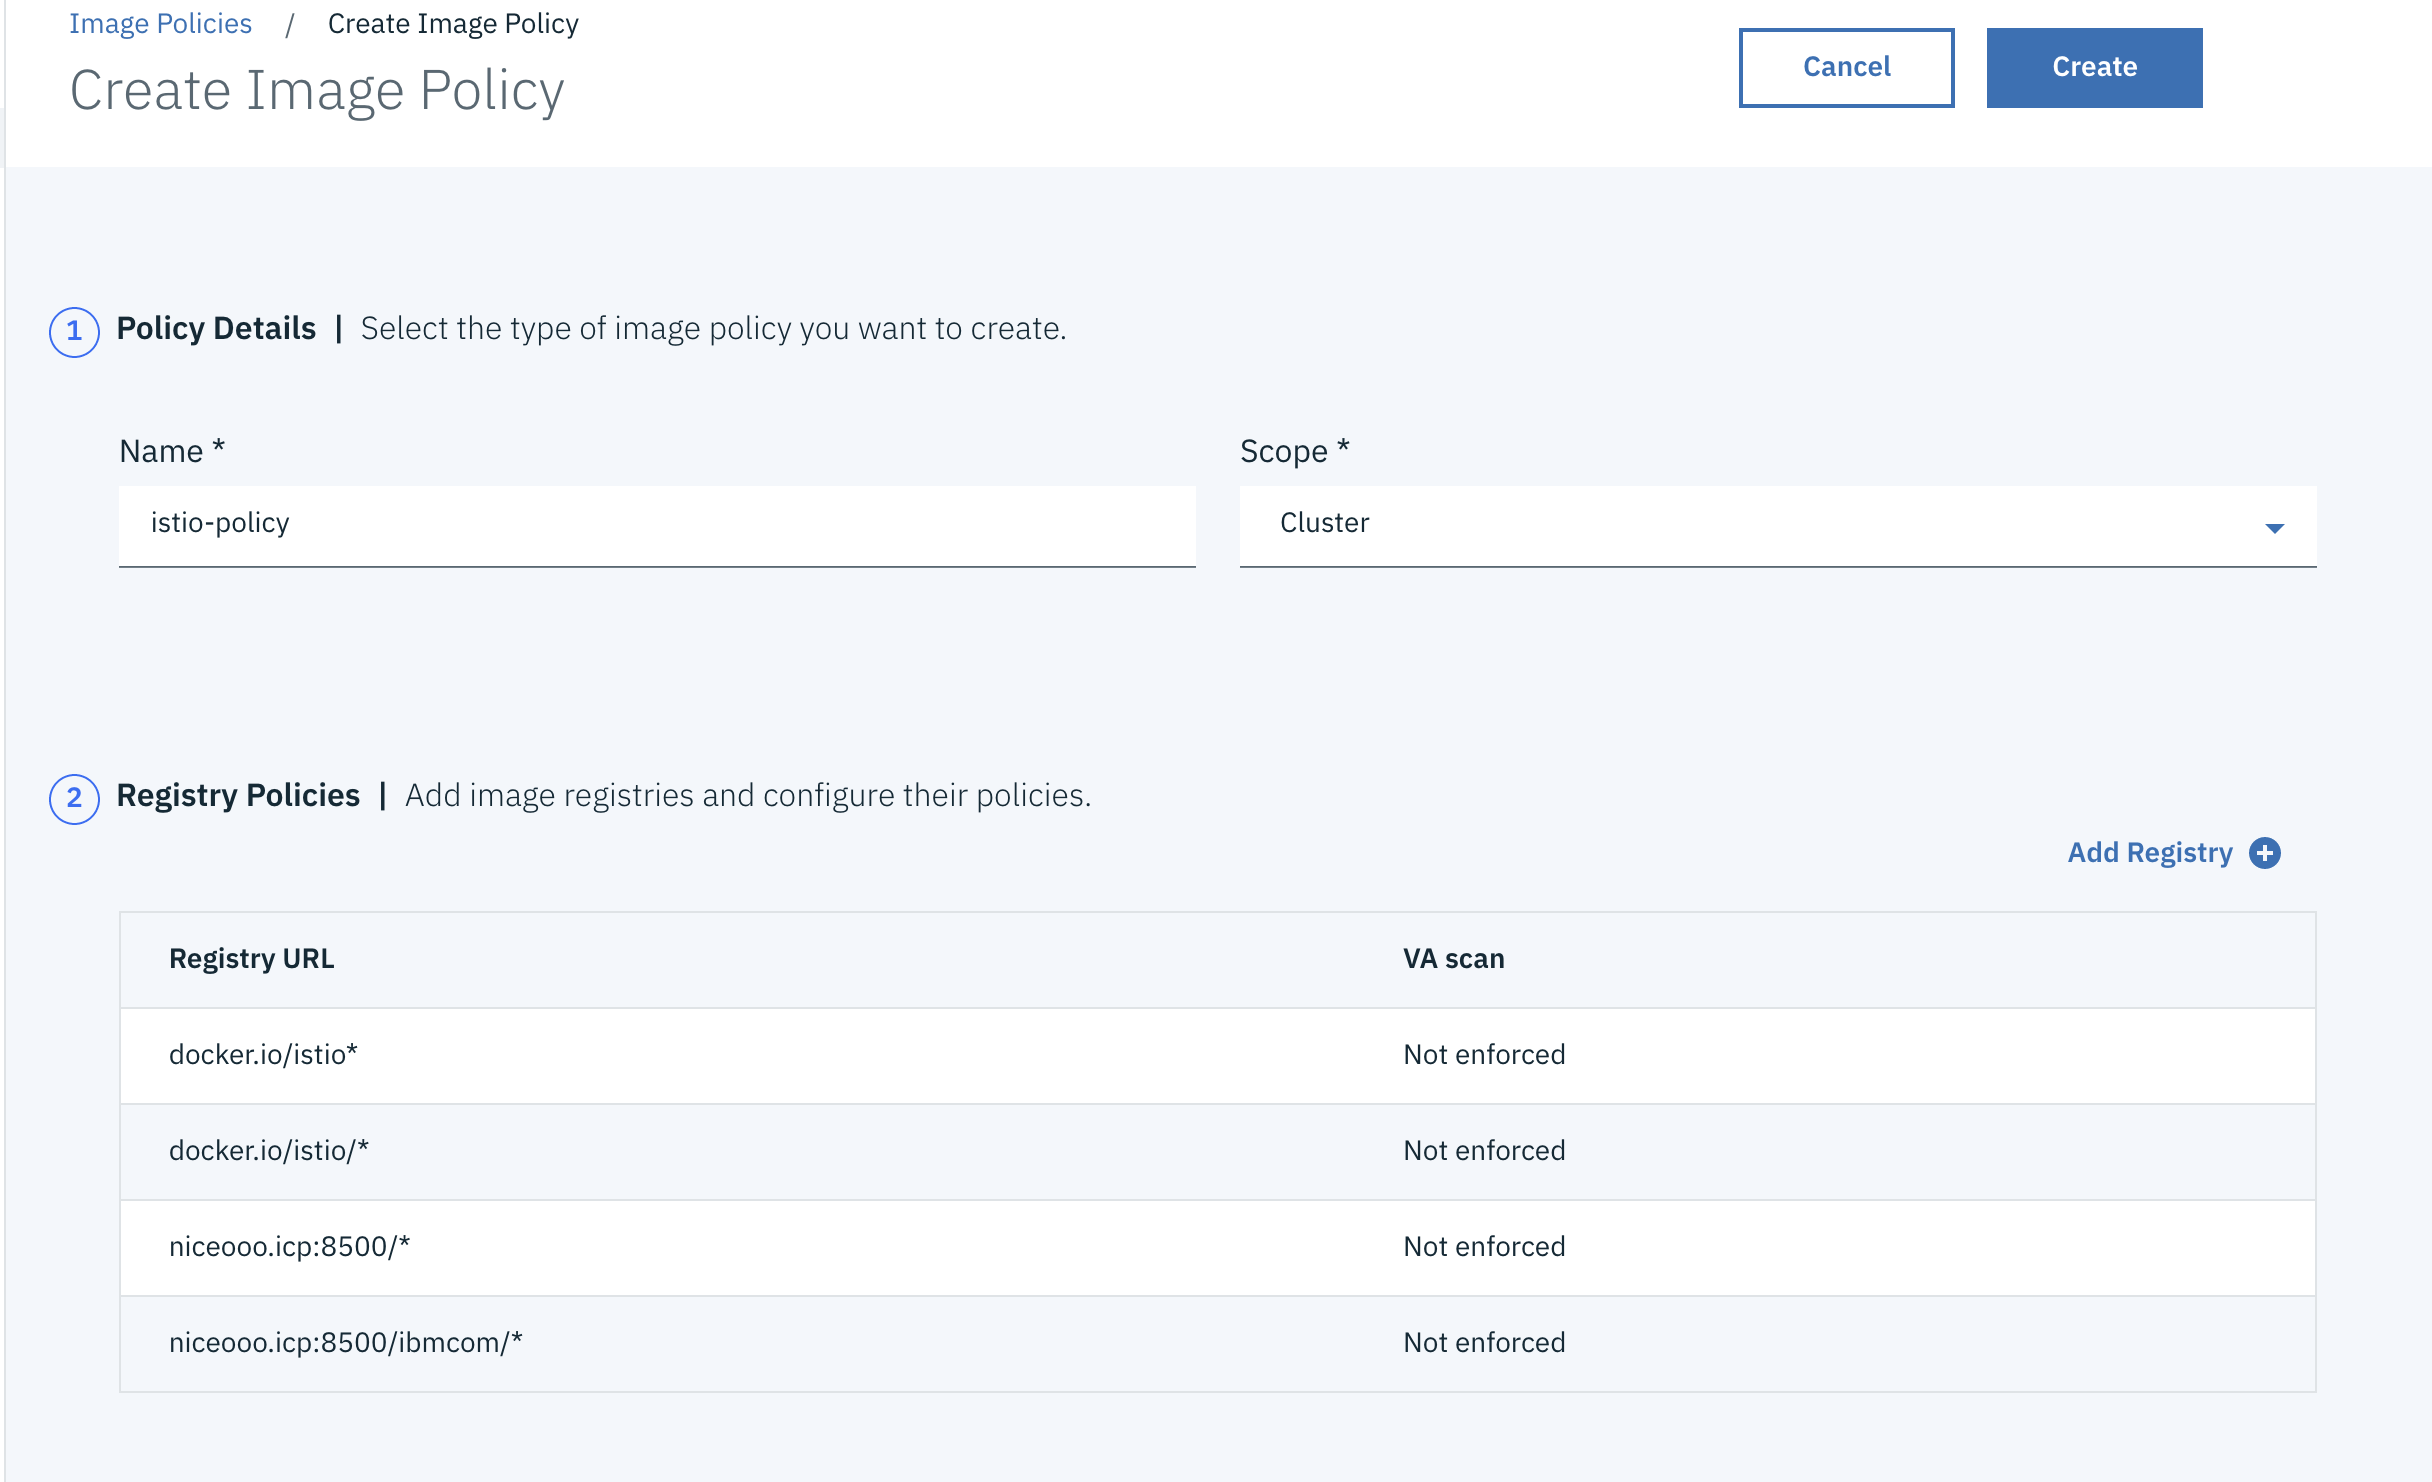 Image Policies / Create Image Policy
Create Image Policy
Cancel
Create
1 Policy Details | Select the type of image policy you want to create.
Name *
Scope *
istio-policy
Cluster
2 Registry Policies | Add image registries and configure their policies.
Add Registry
Registry URL VA scan
docker.io/istio* Not enforced
docker.io/istio/* Not enforced
niceooo.icp:8500/* Not enforced
niceooo.icp:8500/ibmcom/* Not enforced